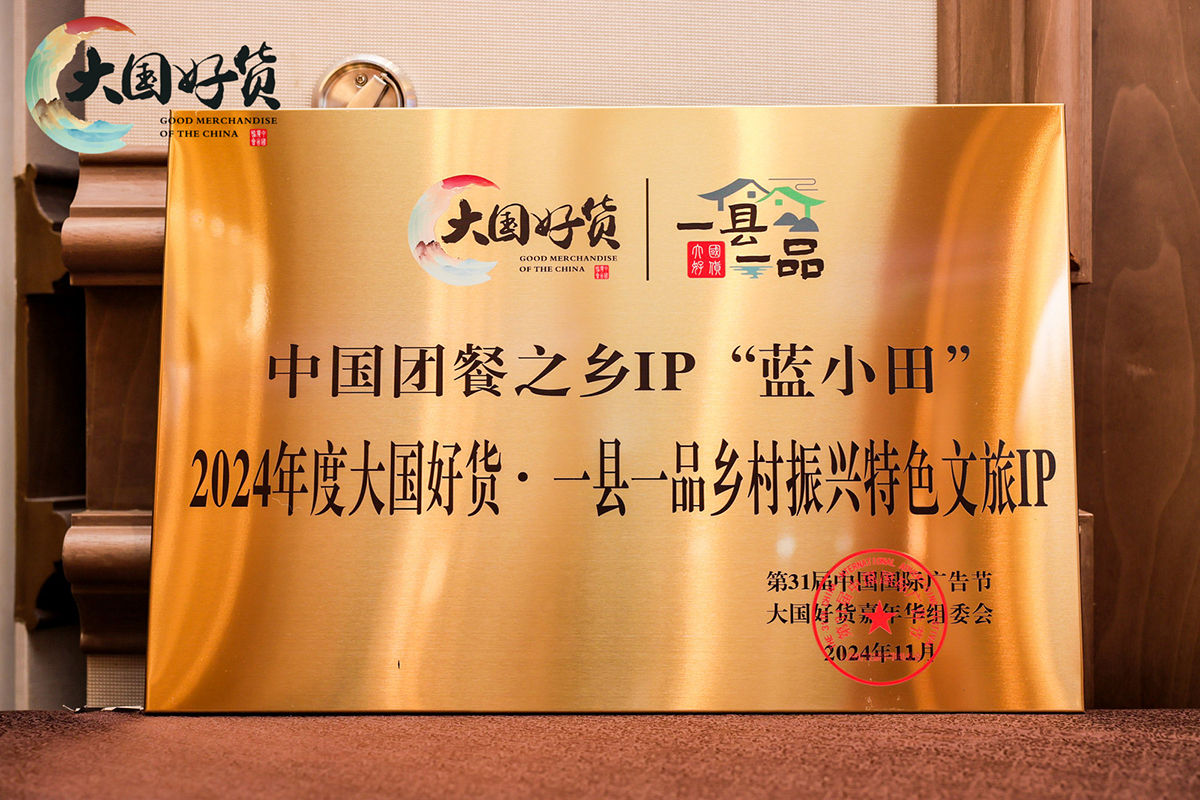 大国好货
GOOD MERCHANDISE
OF THE CHINA
大国好货
GOOD MERCHANDISE
OF THE CHINA
一县一品
大國好貨
中国团餐之乡IP“蓝小田”
2024年度大国好货·一县一品乡村振兴特色文旅IP
第31届中国国际广告节
大国好货嘉年华组委会
2024年11月